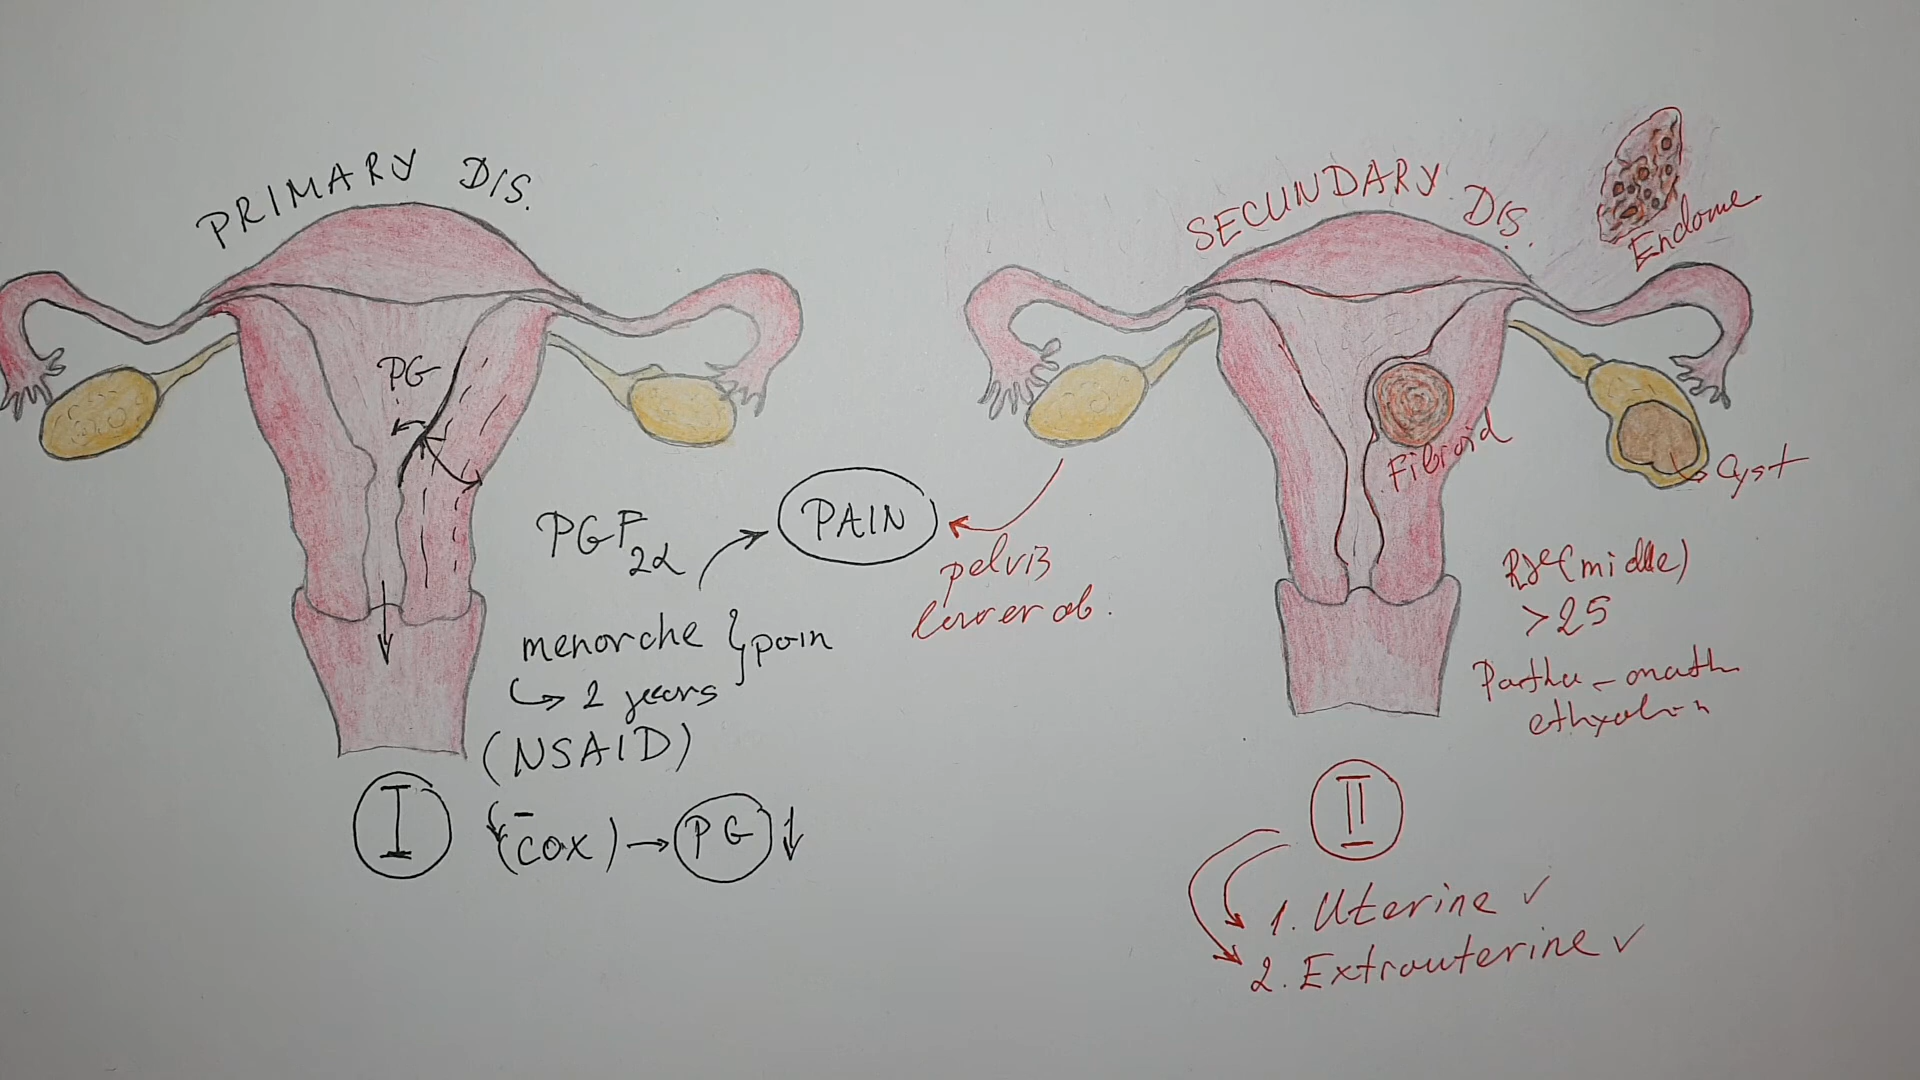 PRIMARY DIS.
PG
PGF2α
PAIN
menorche } pain
↳ 2 years
(NSAID)
I
(cox) → PG ↓
SECUNDARY DIS.
Endome.
Fibroid
Cyst
pelvis
lower ab.
(midle)
>25
II
1. Uterine ✓
2. Extrauterine ✓